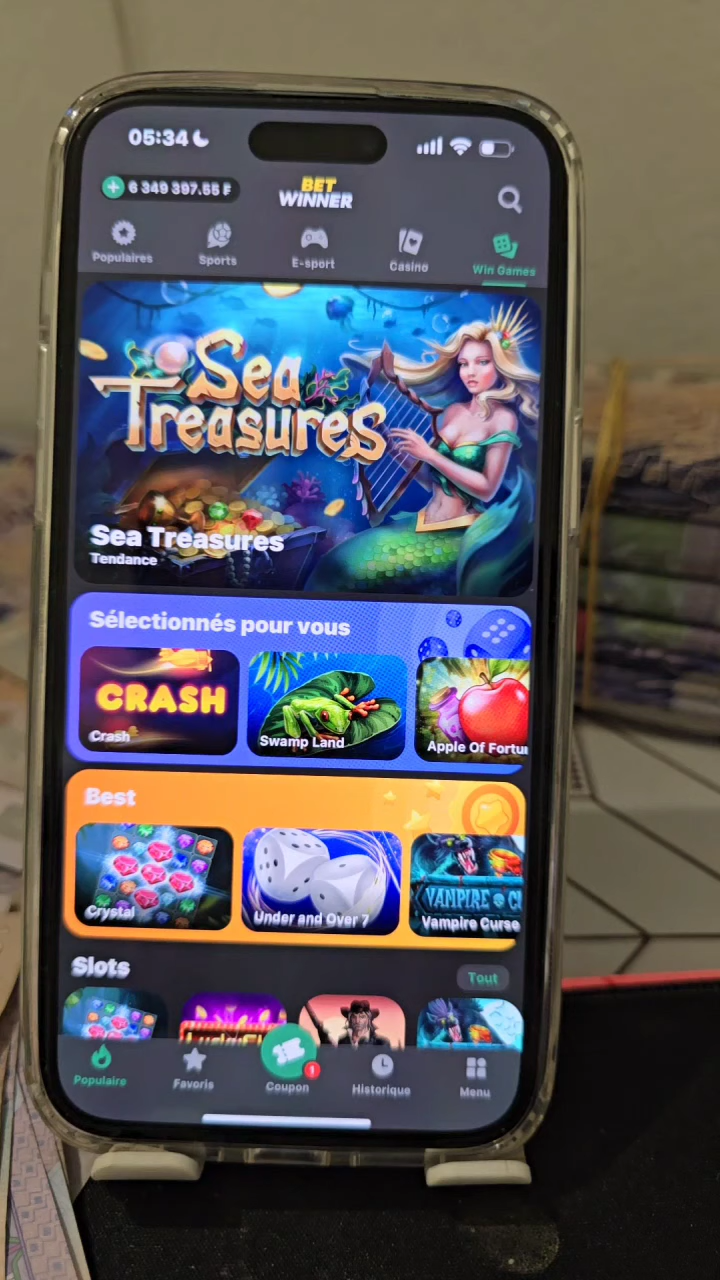 05:34
6 349 397.55 F
BET
WINNER
Populaires
Sports
E-sport
Casino
Win Games
Sea
Treasures
Sea Treasures
Tendance
Sélectionnés pour vous
CRASH
Crash
Swamp Land
Apple Of Fortu
Best
Crystal
Under and Over 7
VAMPIRE
Vampire Curse
Slots
Tout
Populaire
Favoris
1
Coupon
Historique
Menu